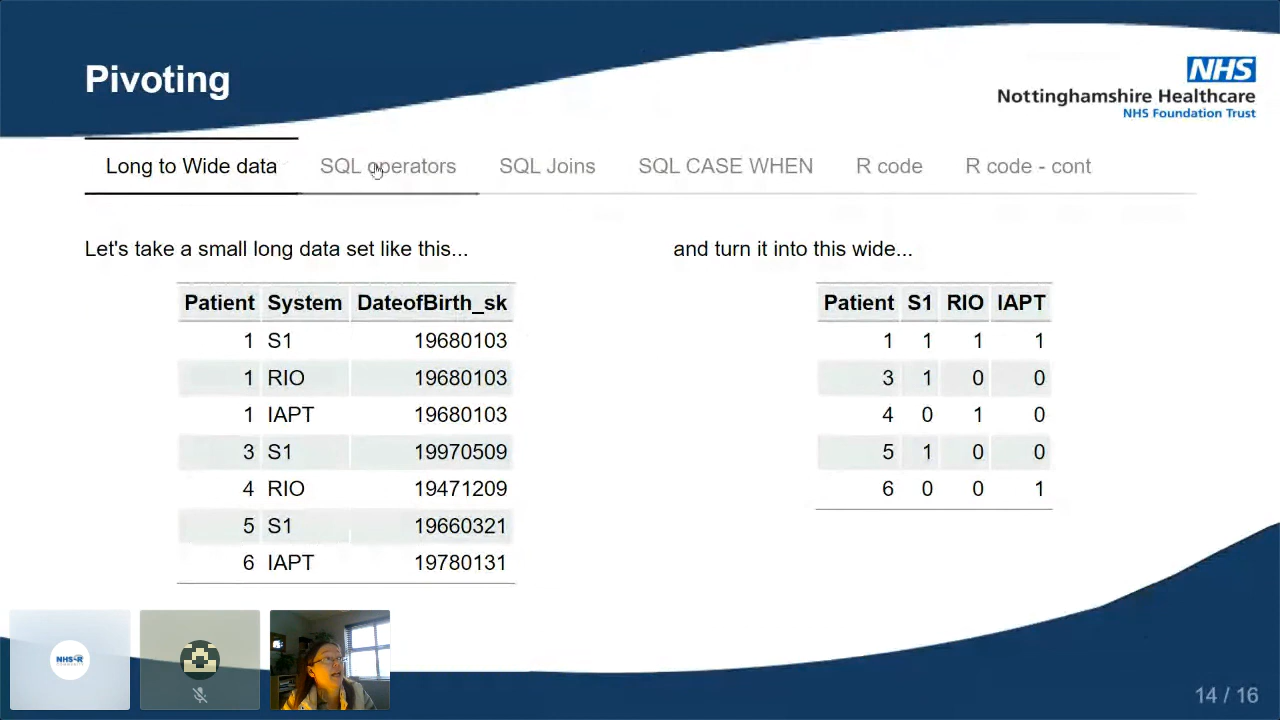 Pivoting
NHS
Nottinghamshire Healthcare
NHS Foundation Trust
Long to Wide data SQL operators SQL Joins SQL CASE WHEN R code R code - cont
Let's take a small long data set like this...
Patient System DateofBirth_sk
1 S1 19680103
1 RIO 19680103
1 IAPT 19680103
3 S1 19970509
4 RIO 19471209
5 S1 19660321
6 IAPT 19780131
and turn it into this wide...
Patient S1 RIO IAPT
1 1 1 1
3 1 0 0
4 0 1 0
5 1 0 0
6 0 0 1
NHS-R
14 / 16